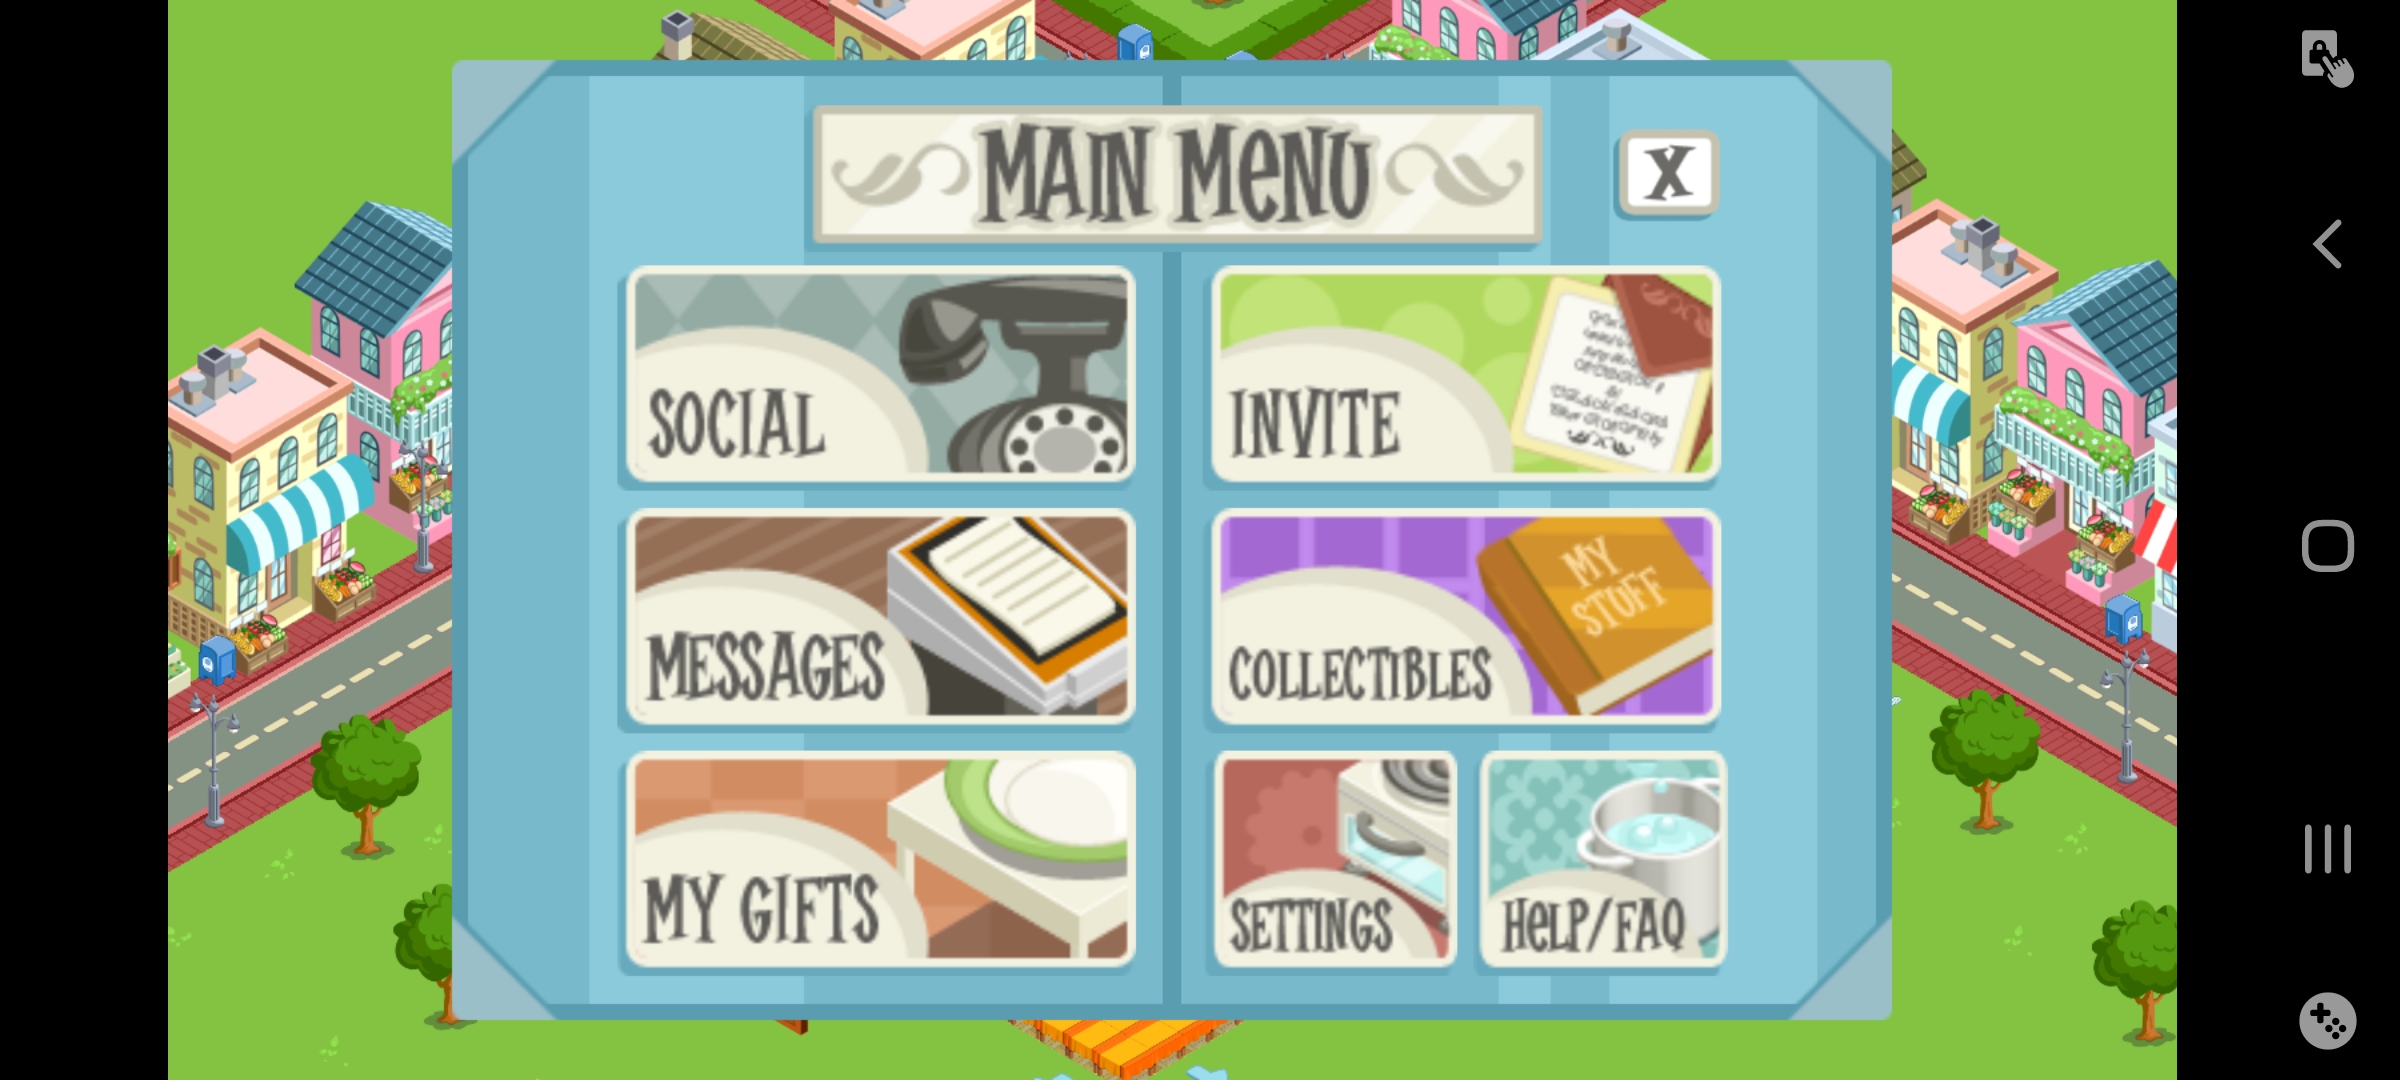 MAIN MENU
X
SOCIAL
INVITE
MESSAGES
MY
STUFF
COLLECTIBLES
MY GIFTS
SETTINGS
HELP/FAQ